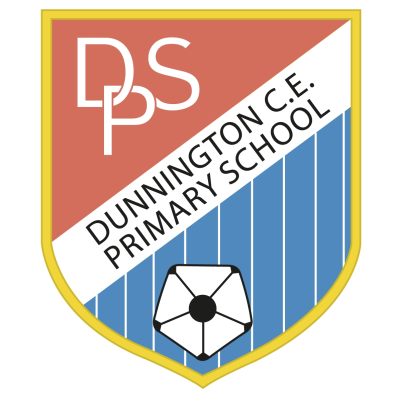 DPS
DUNNINGTON C.E.
PRIMARY SCHOOL